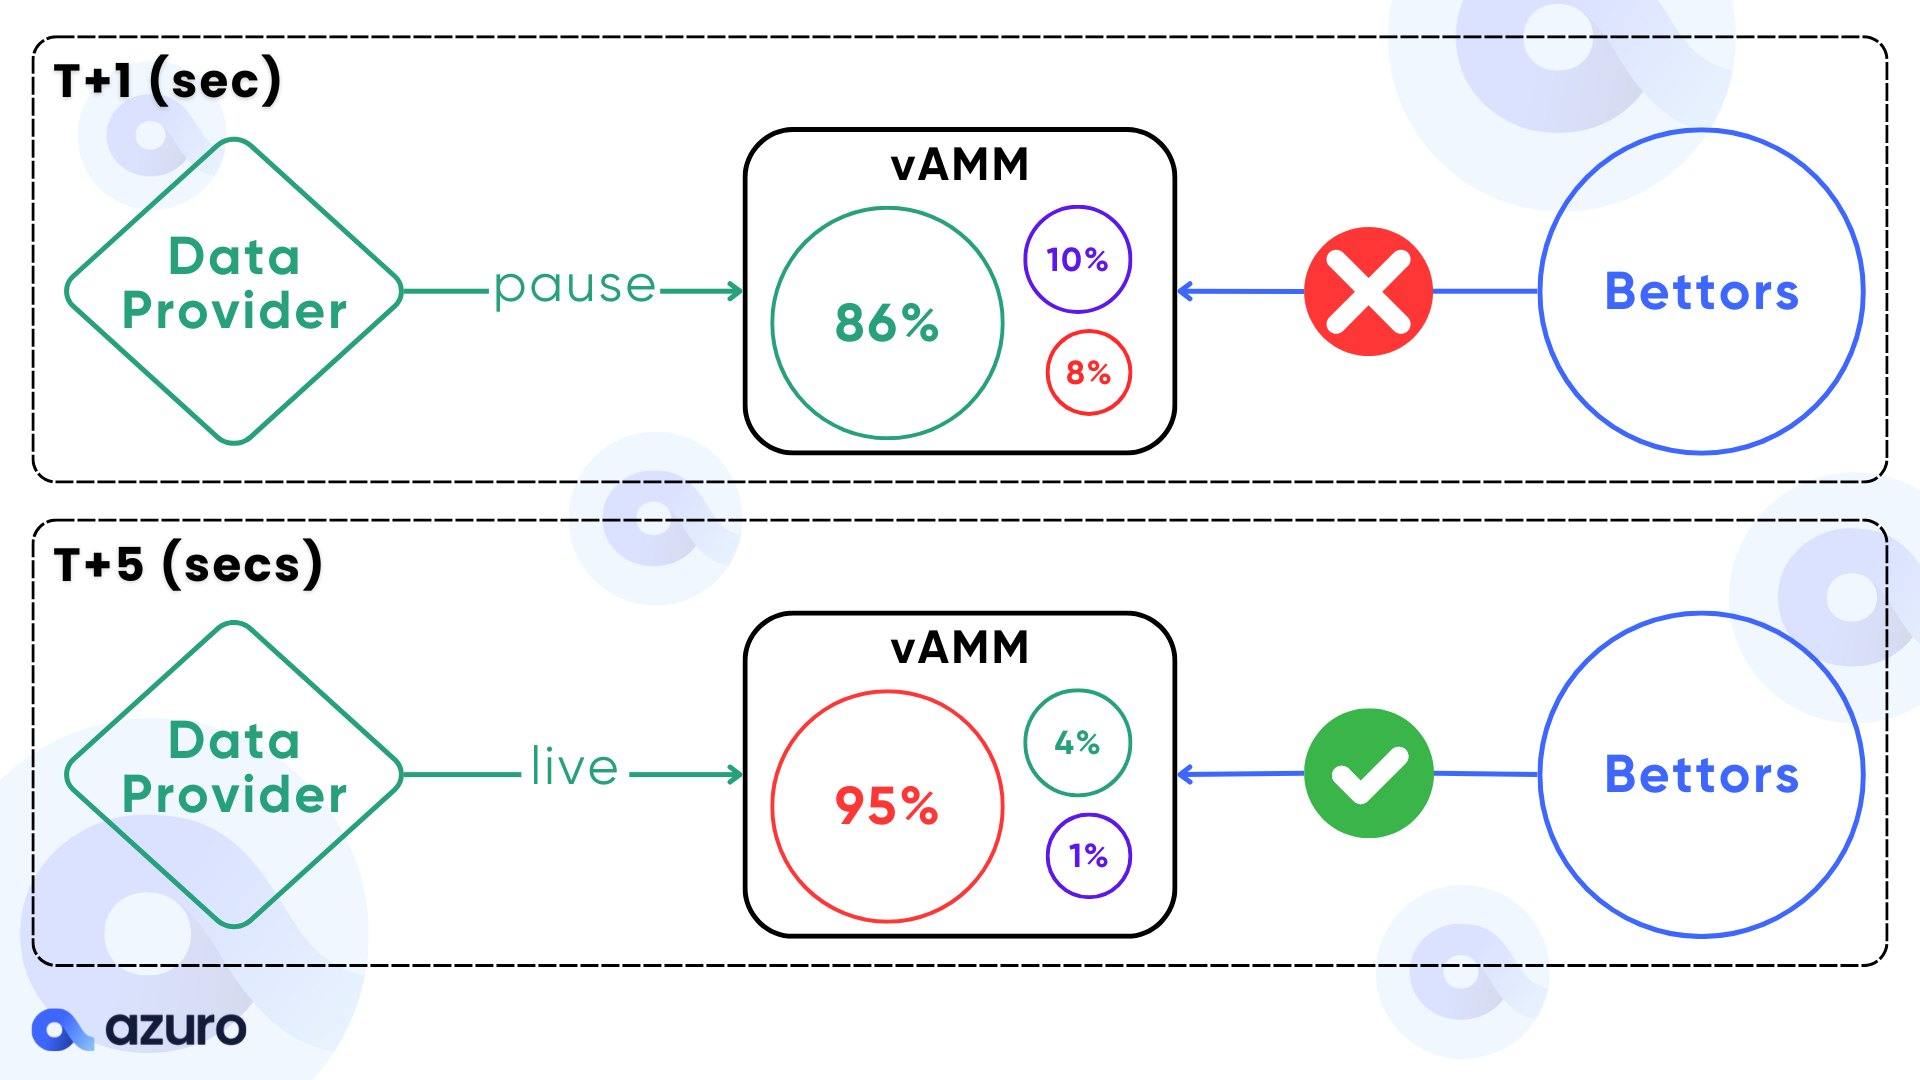 T+1 (sec)
Data
Provider
pause
vAMM
86%
10%
8%
Bettors
T+5 (secs)
Data
Provider
live
vAMM
95%
4%
1%
Bettors
azuro